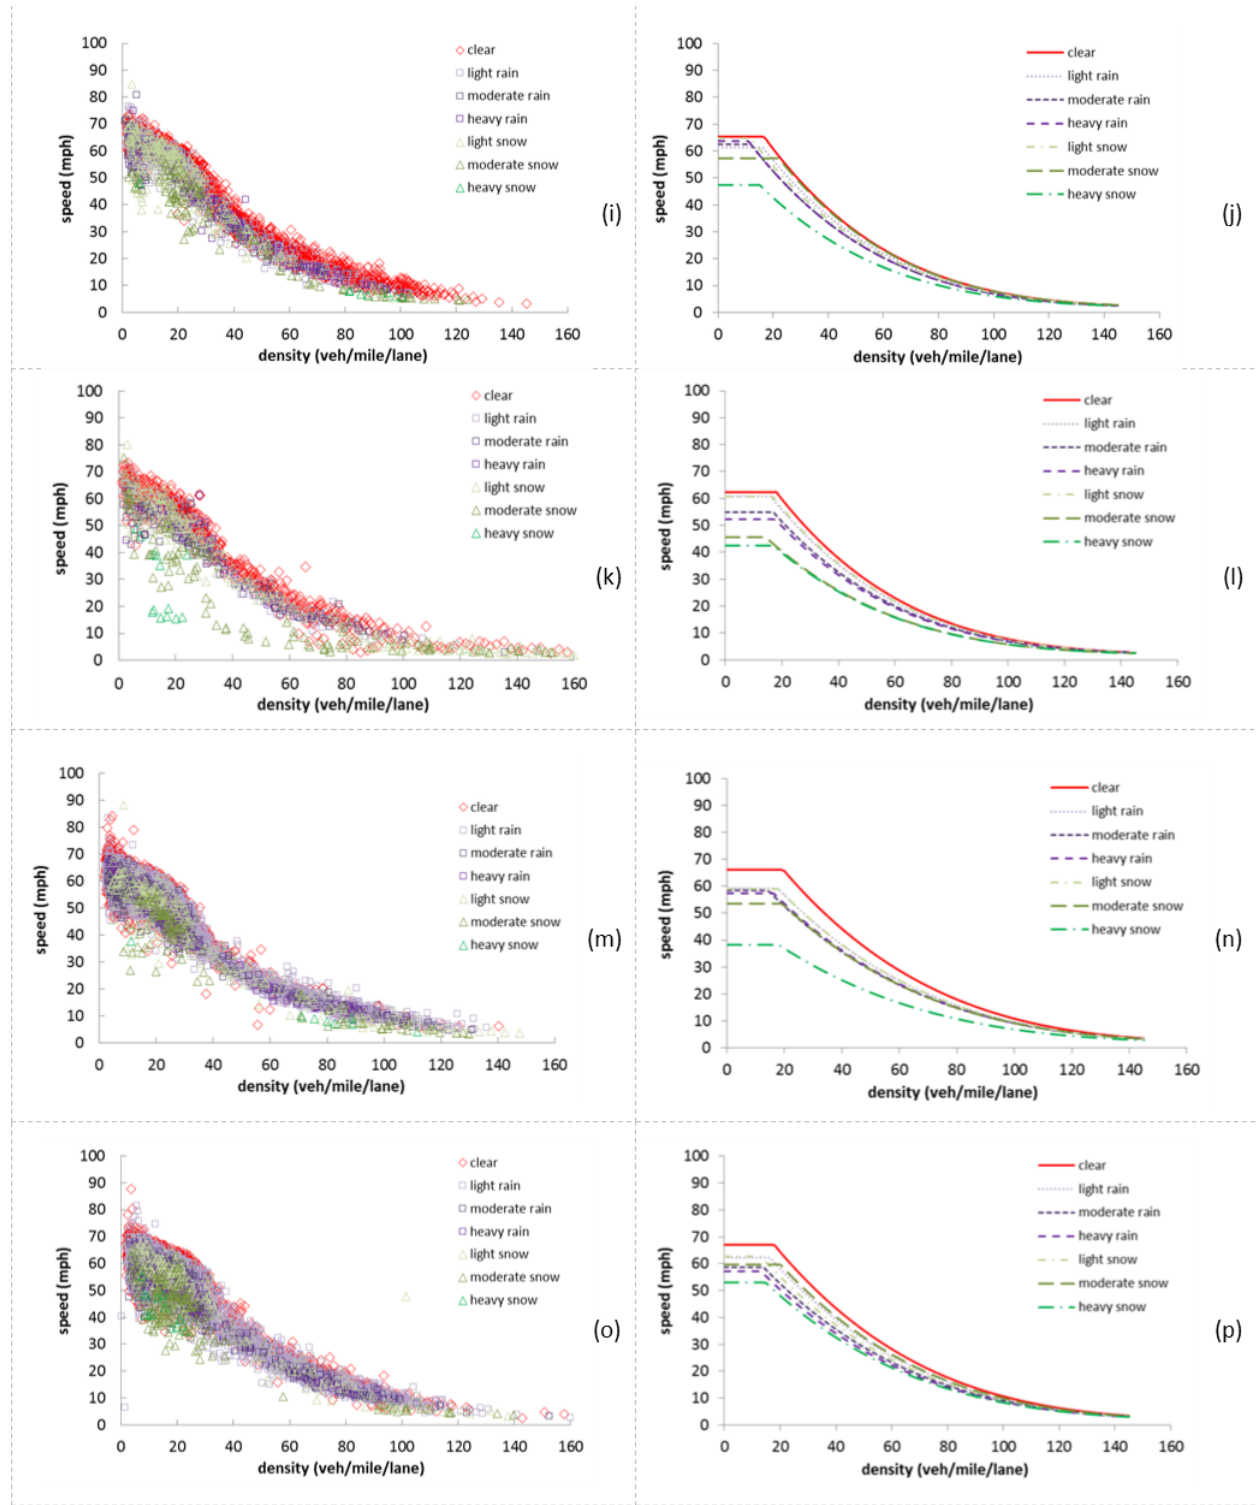 100
90
80
70
60
50
40
30
20
10
0
speed (mph)
0 20 40 60 80 100 120 140 160
density (veh/mile/lane)
clear
light rain
moderate rain
heavy rain
light snow
moderate snow
heavy snow
(i)
100
90
80
70
60
50
40
30
20
10
0
speed (mph)
0 20 40 60 80 100 120 140 160
density (veh/mile/lane)
clear
light rain
moderate rain
heavy rain
light snow
moderate snow
heavy snow
(j)
100
90
80
70
60
50
40
30
20
10
0
speed (mph)
0 20 40 60 80 100 120 140 160
density (veh/mile/lane)
clear
light rain
moderate rain
heavy rain
light snow
moderate snow
heavy snow
(k)
100
90
80
70
60
50
40
30
20
10
0
speed (mph)
0 20 40 60 80 100 120 140 160
density (veh/mile/lane)
clear
light rain
moderate rain
heavy rain
light snow
moderate snow
heavy snow
(l)
100
90
80
70
60
50
40
30
20
10
0
speed (mph)
0 20 40 60 80 100 120 140 160
density (veh/mile/lane)
clear
light rain
moderate rain
heavy rain
light snow
moderate snow
heavy snow
(m)
100
90
80
70
60
50
40
30
20
10
0
speed (mph)
0 20 40 60 80 100 120 140 160
density (veh/mile/lane)
clear
light rain
moderate rain
heavy rain
light snow
moderate snow
heavy snow
(n)
100
90
80
70
60
50
40
30
20
10
0
speed (mph)
0 20 40 60 80 100 120 140 160
density (veh/mile/lane)
clear
light rain
moderate rain
heavy rain
light snow
moderate snow
heavy snow
(o)
100
90
80
70
60
50
40
30
20
10
0
speed (mph)
0 20 40 60 80 100 120 140 160
density (veh/mile/lane)
clear
light rain
moderate rain
heavy rain
light snow
moderate snow
heavy snow
(p)